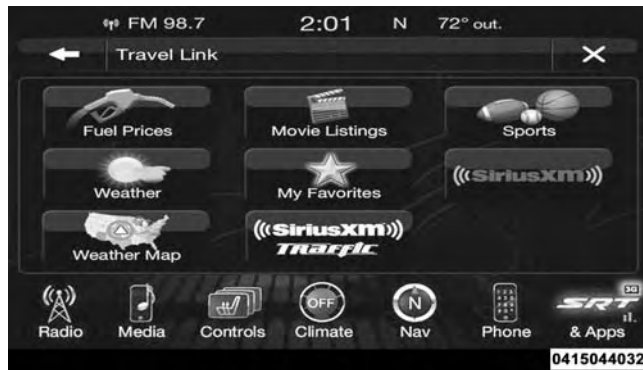 FM 98.7 2:01 N 72° out.
Travel Link
Fuel Prices Movie Listings Sports
Weather My Favorites ((SiriusXM))
Weather Map ((SiriusXM)) Traffic
OFF N 3G
SRT
Radio Media Controls Climate Nav Phone & Apps
0415044032